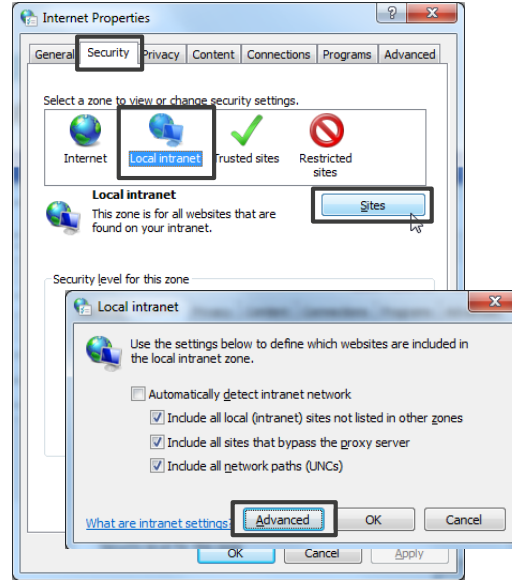 Internet Properties
General Security Privacy Content Connections Programs Advanced
Select a zone to view or change security settings.
Internet Local intranet Trusted sites Restricted
sites
Local intranet
This zone is for all websites that are
found on your intranet.
Sites
Security level for this zone
Local intranet
Use the settings below to define which websites are included in
the local intranet zone.
Automatically detect intranet network
Include all local (intranet) sites not listed in other zones
Include all sites that bypass the proxy server
Include all network paths (UNCs)
What are intranet settings? Advanced OK Cancel
OK Cancel Apply